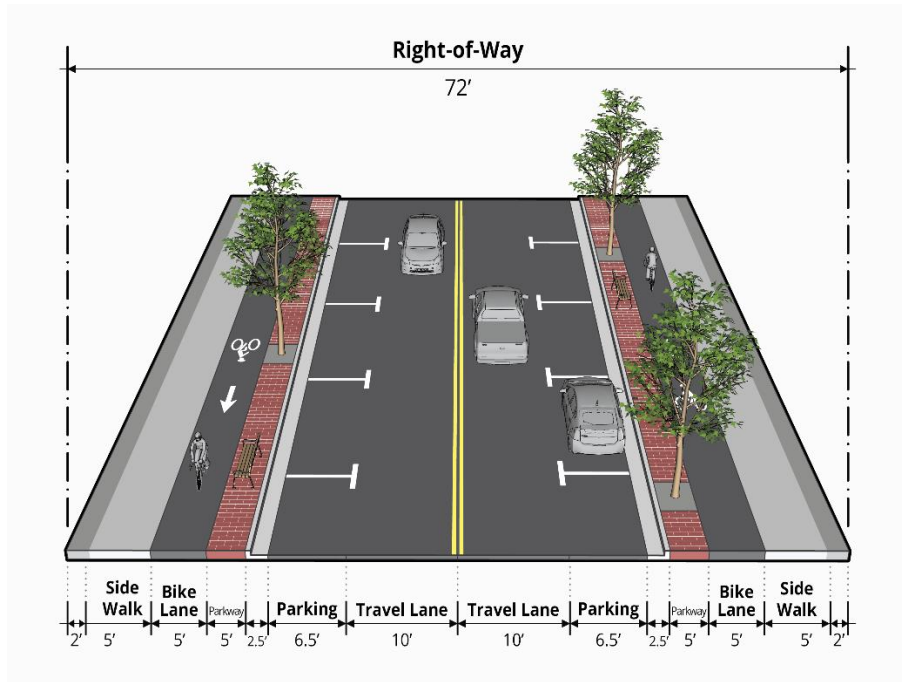 Right-of-Way
72’
Side Walk Bike Lane Parkway Parking Travel Lane Travel Lane Parking Parkway Bike Lane Side Walk
2’ 5’ 5’ 5’ 2.5’ 6.5’ 10’ 10’ 6.5’ 2.5’ 5’ 5’ 5’ 2’